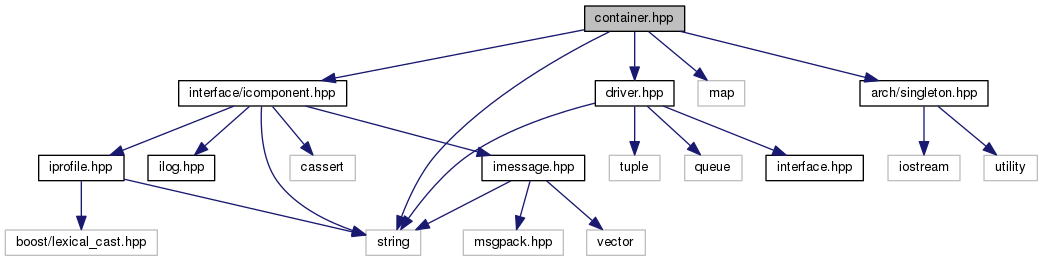 container.hpp
interface/icomponent.hpp
driver.hpp
map
arch/singleton.hpp
iprofile.hpp
ilog.hpp
cassert
imessage.hpp
tuple
queue
interface.hpp
iostream
utility
boost/lexical_cast.hpp
string
msgpack.hpp
vector